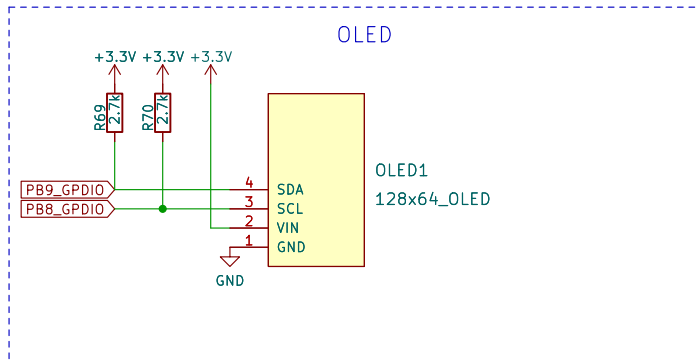 OLED
+3.3V +3.3V +3.3V
R69 2.7k R70 2.7k
OLED1
128x64_OLED
PB9_GPDIO 4 SDA
PB8_GPDIO 3 SCL
2 VIN
1 GND
GND